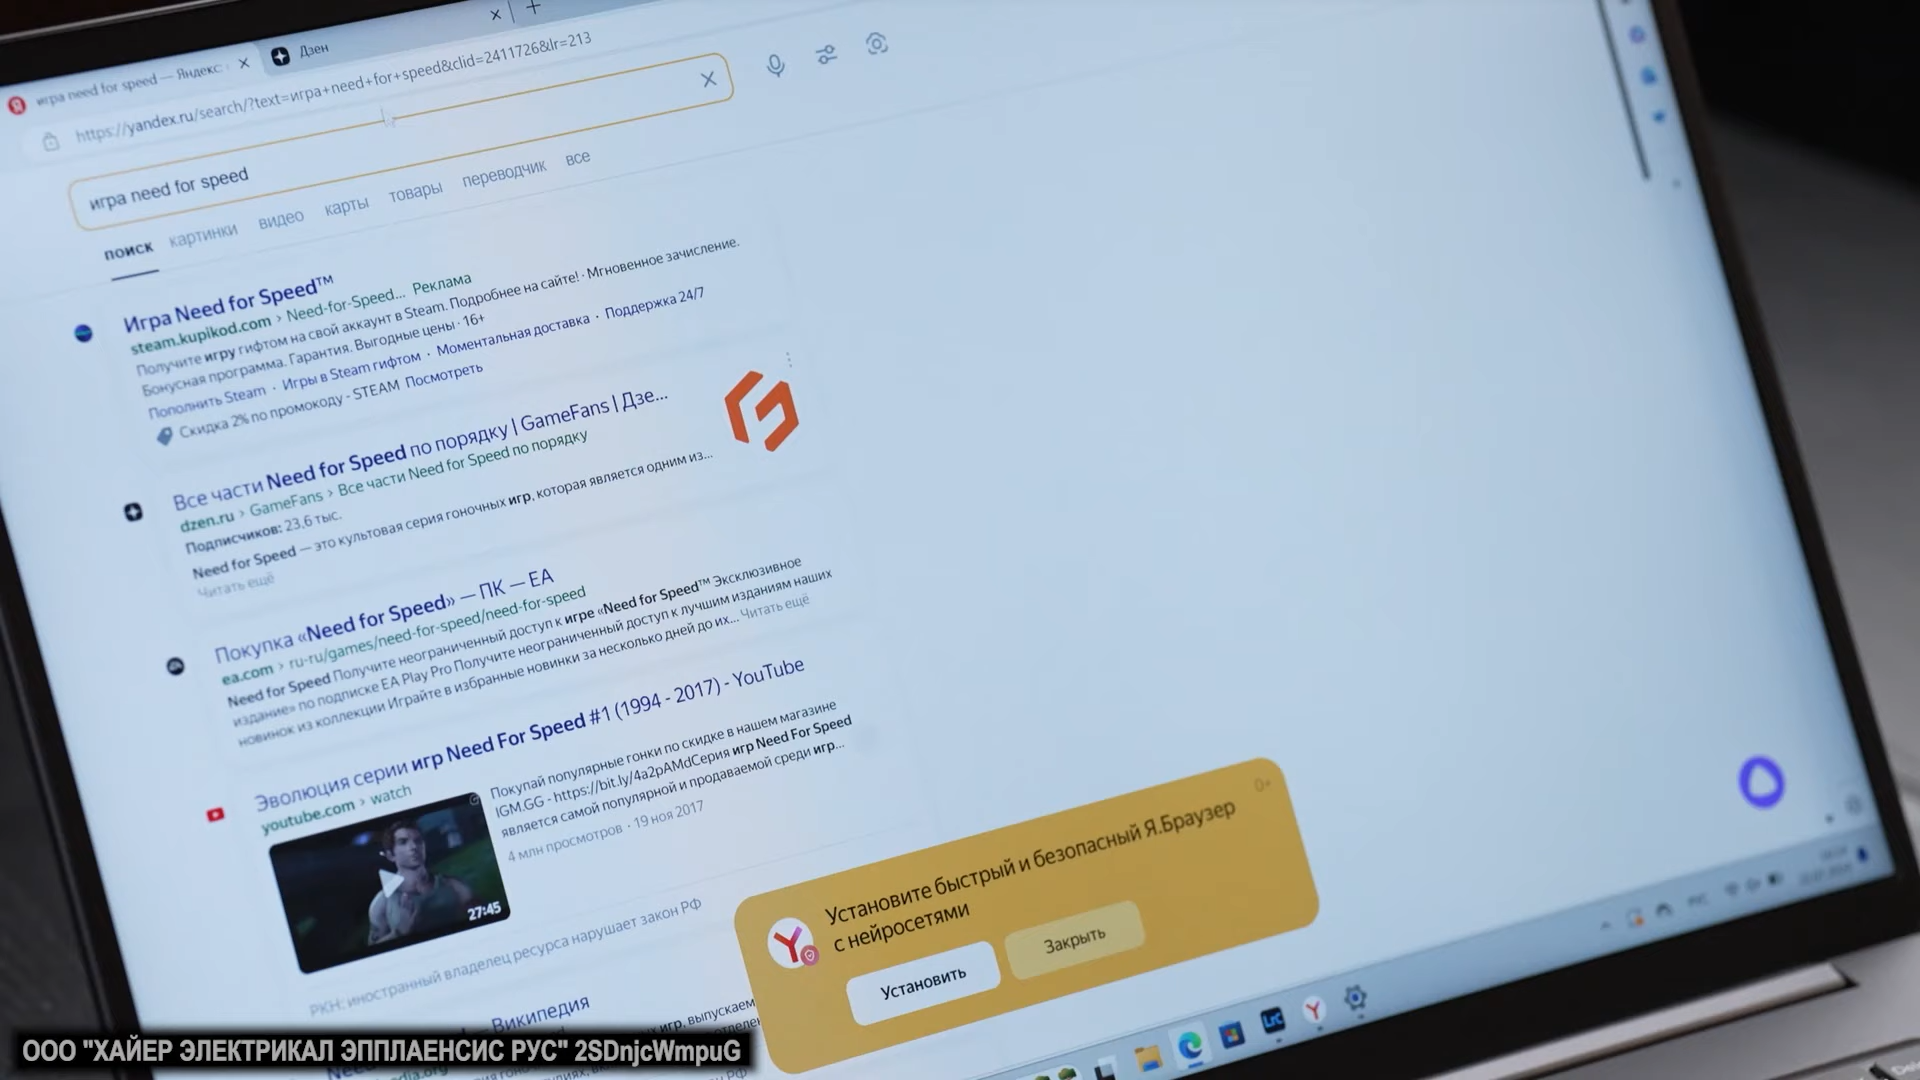 игра need for speed — Яндекс:
Дзен
https://yandex.ru/search/?text=игра+need+for+speed&clid=2411726&lr=213
игра need for speed
поиск картинки видео карты товары переводчик все
Игра Need for Speed™
steam.kupikod.com › Need-for-Speed... Реклама
Получите игру гифтом на свой аккаунт в Steam. Подробнее на сайте! · Мгновенное зачисление.
Бонусная программа. Гарантия. Выгодные цены · 16+
Пополнить Steam · Игры в Steam гифтом · Моментальная доставка · Поддержка 24/7
Скидка 2% по промокоду - STEAM Посмотреть
Все части Need for Speed по порядку | GameFans | Дзе...
dzen.ru › GameFans › Все части Need for Speed по порядку
Подписчиков: 23,6 тыс.
Need for Speed — это культовая серия гоночных игр, которая является одним из...
Читать ещё
Покупка «Need for Speed» — ПК — EA
ea.com › ru-ru/games/need-for-speed/need-for-speed
Need for Speed Получите неограниченный доступ к игре «Need for Speed™ Эксклюзивное
издание» по подписке EA Play Pro Получите неограниченный доступ к лучшим изданиям наших
новинок из коллекции Играйте в избранные новинки за несколько дней до их... Читать ещё
Эволюция серии игр Need For Speed #1 (1994 - 2017) - YouTube
youtube.com › watch
27:45
Покупай популярные гонки по скидке в нашем магазине
IGM.GG - https://bit.ly/4a2pAMdСерия игр Need For Speed
является самой популярной и продаваемой среди игр...
4 млн просмотров · 19 ноя 2017
РКН: иностранный владелец ресурса нарушает закон РФ
— Википедия
игр, выпускаем
Установите быстрый и безопасный Я.Браузер
с нейросетями
0+
Установить
Закрыть
Lrc
РУС
ООО "ХАЙЕР ЭЛЕКТРИКАЛ ЭППЛАЕНСИС РУС" 2SDnjcWmpuG